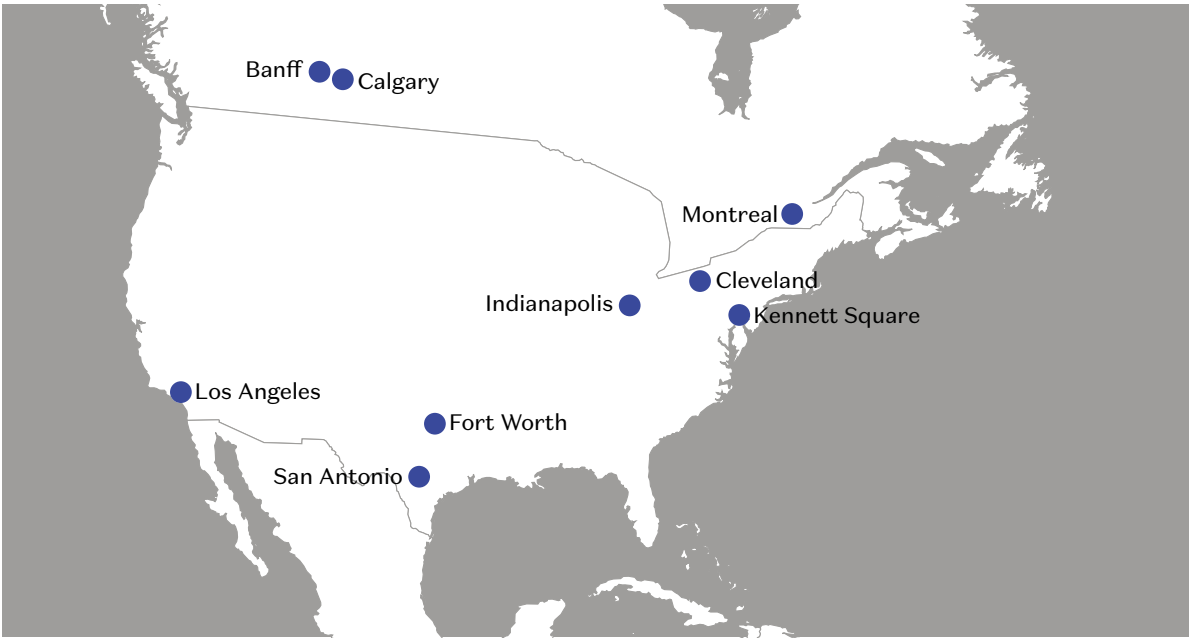 Banff
Calgary
Montreal
Cleveland
Indianapolis
Kennett Square
Los Angeles
Fort Worth
San Antonio